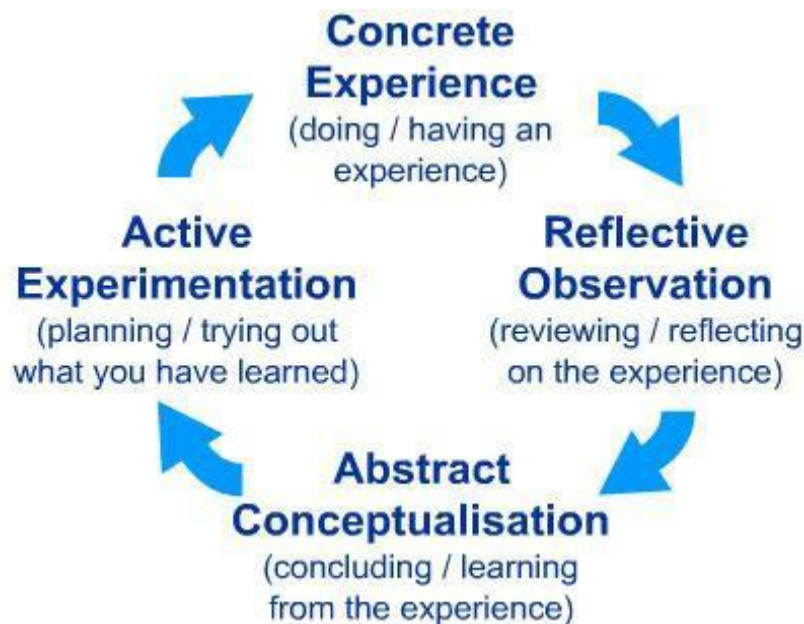 Concrete
Experience
(doing / having an
experience)
Reflective
Observation
(reviewing / reflecting
on the experience)
Abstract
Conceptualisation
(concluding / learning
from the experience)
Active
Experimentation
(planning / trying out
what you have learned)